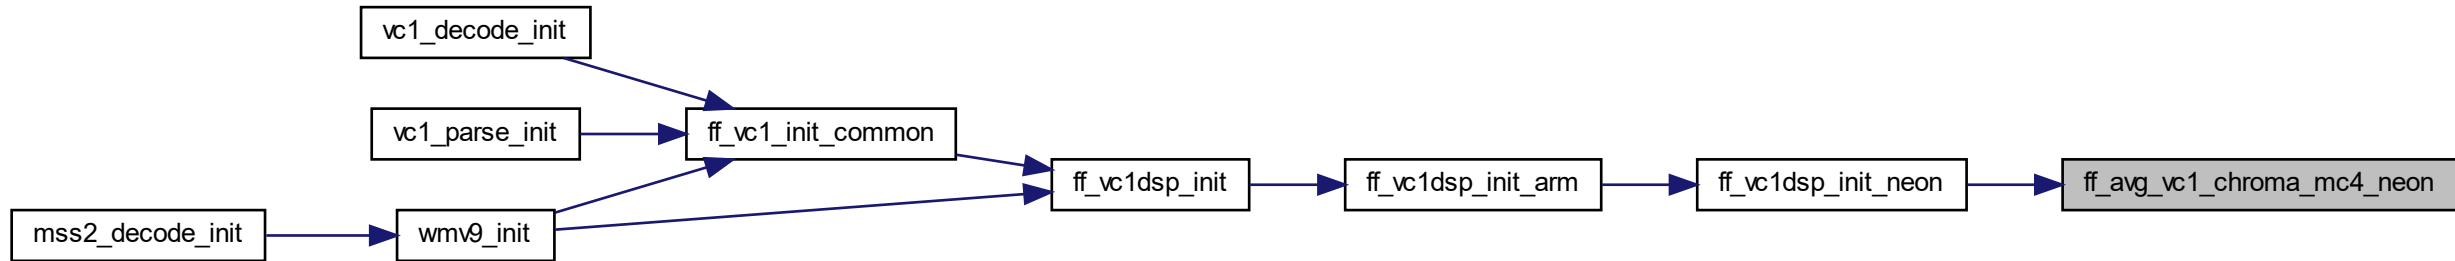 vc1_decode_init
vc1_parse_init
ff_vc1_init_common
ff_vc1dsp_init
ff_vc1dsp_init_arm
ff_vc1dsp_init_neon
ff_avg_vc1_chroma_mc4_neon
mss2_decode_init
wmv9_init